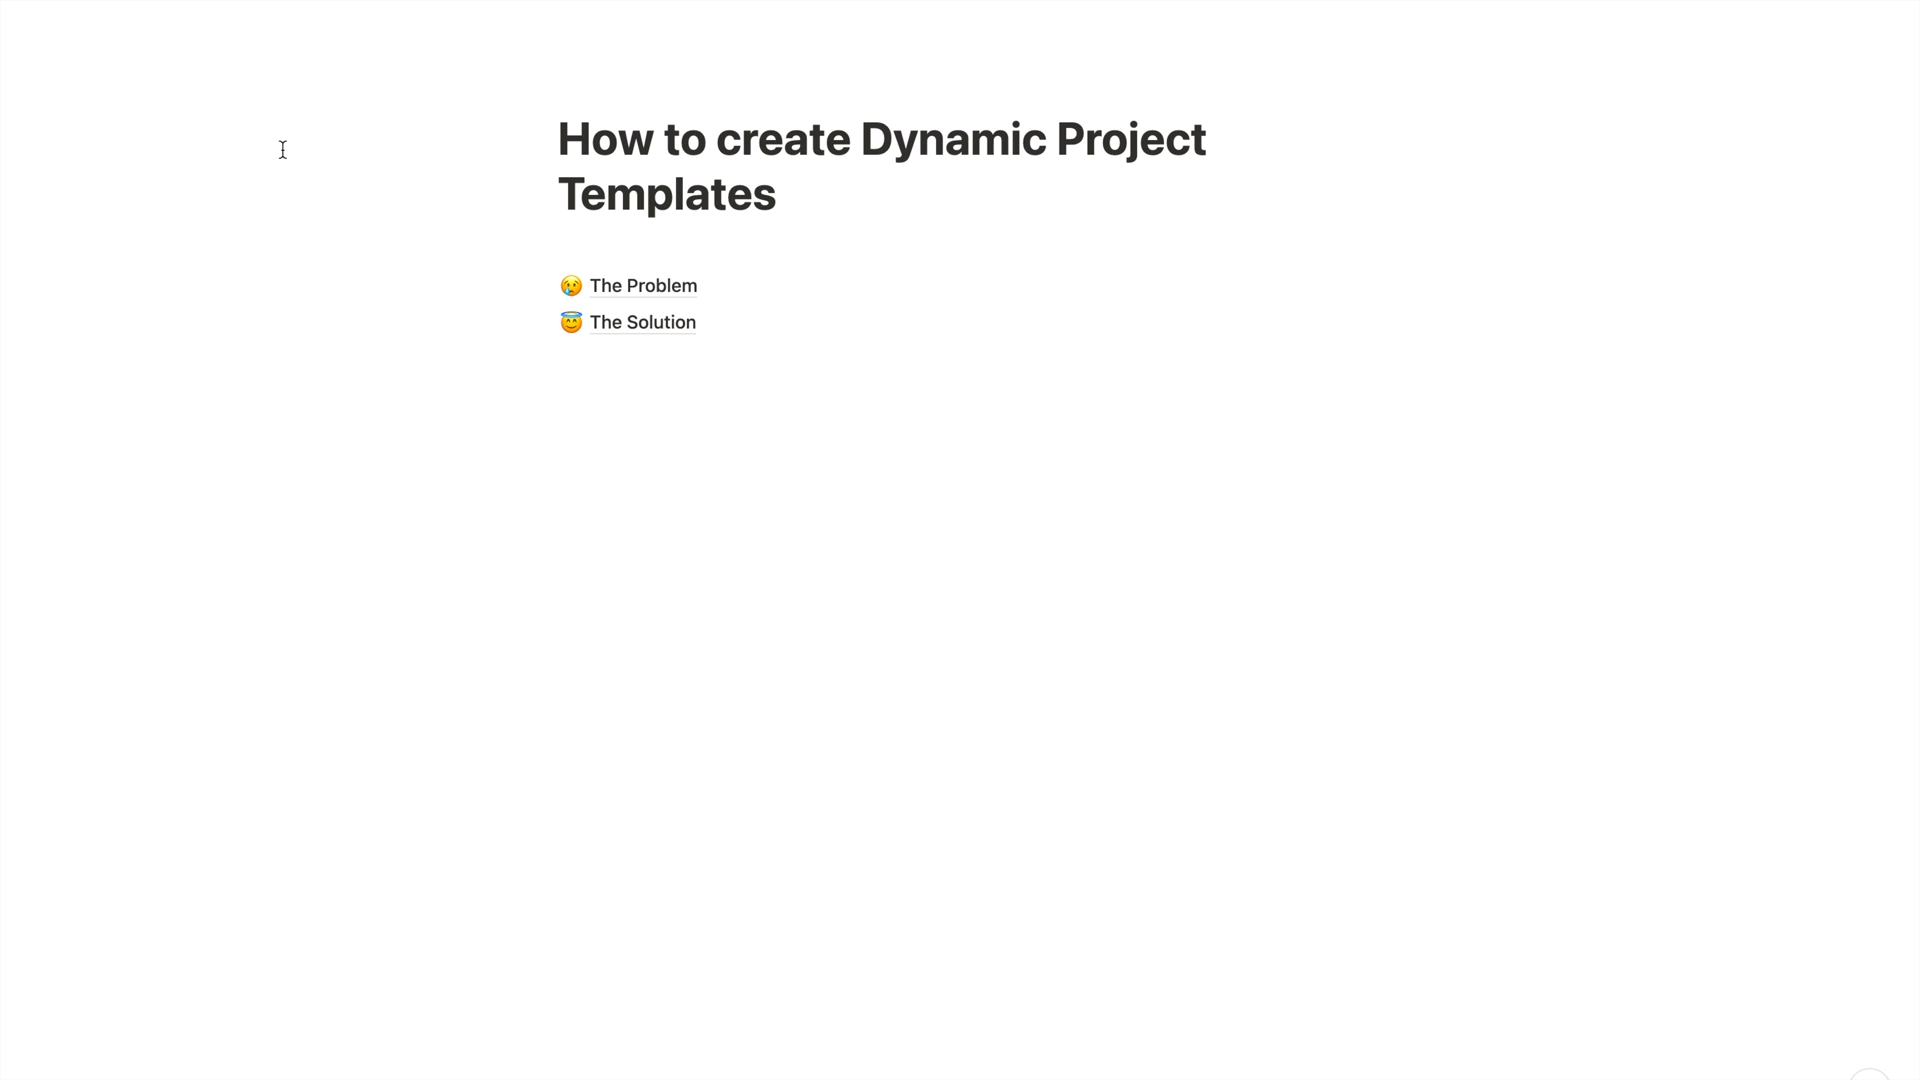 How to create Dynamic Project
Templates
😢 The Problem
😇 The Solution